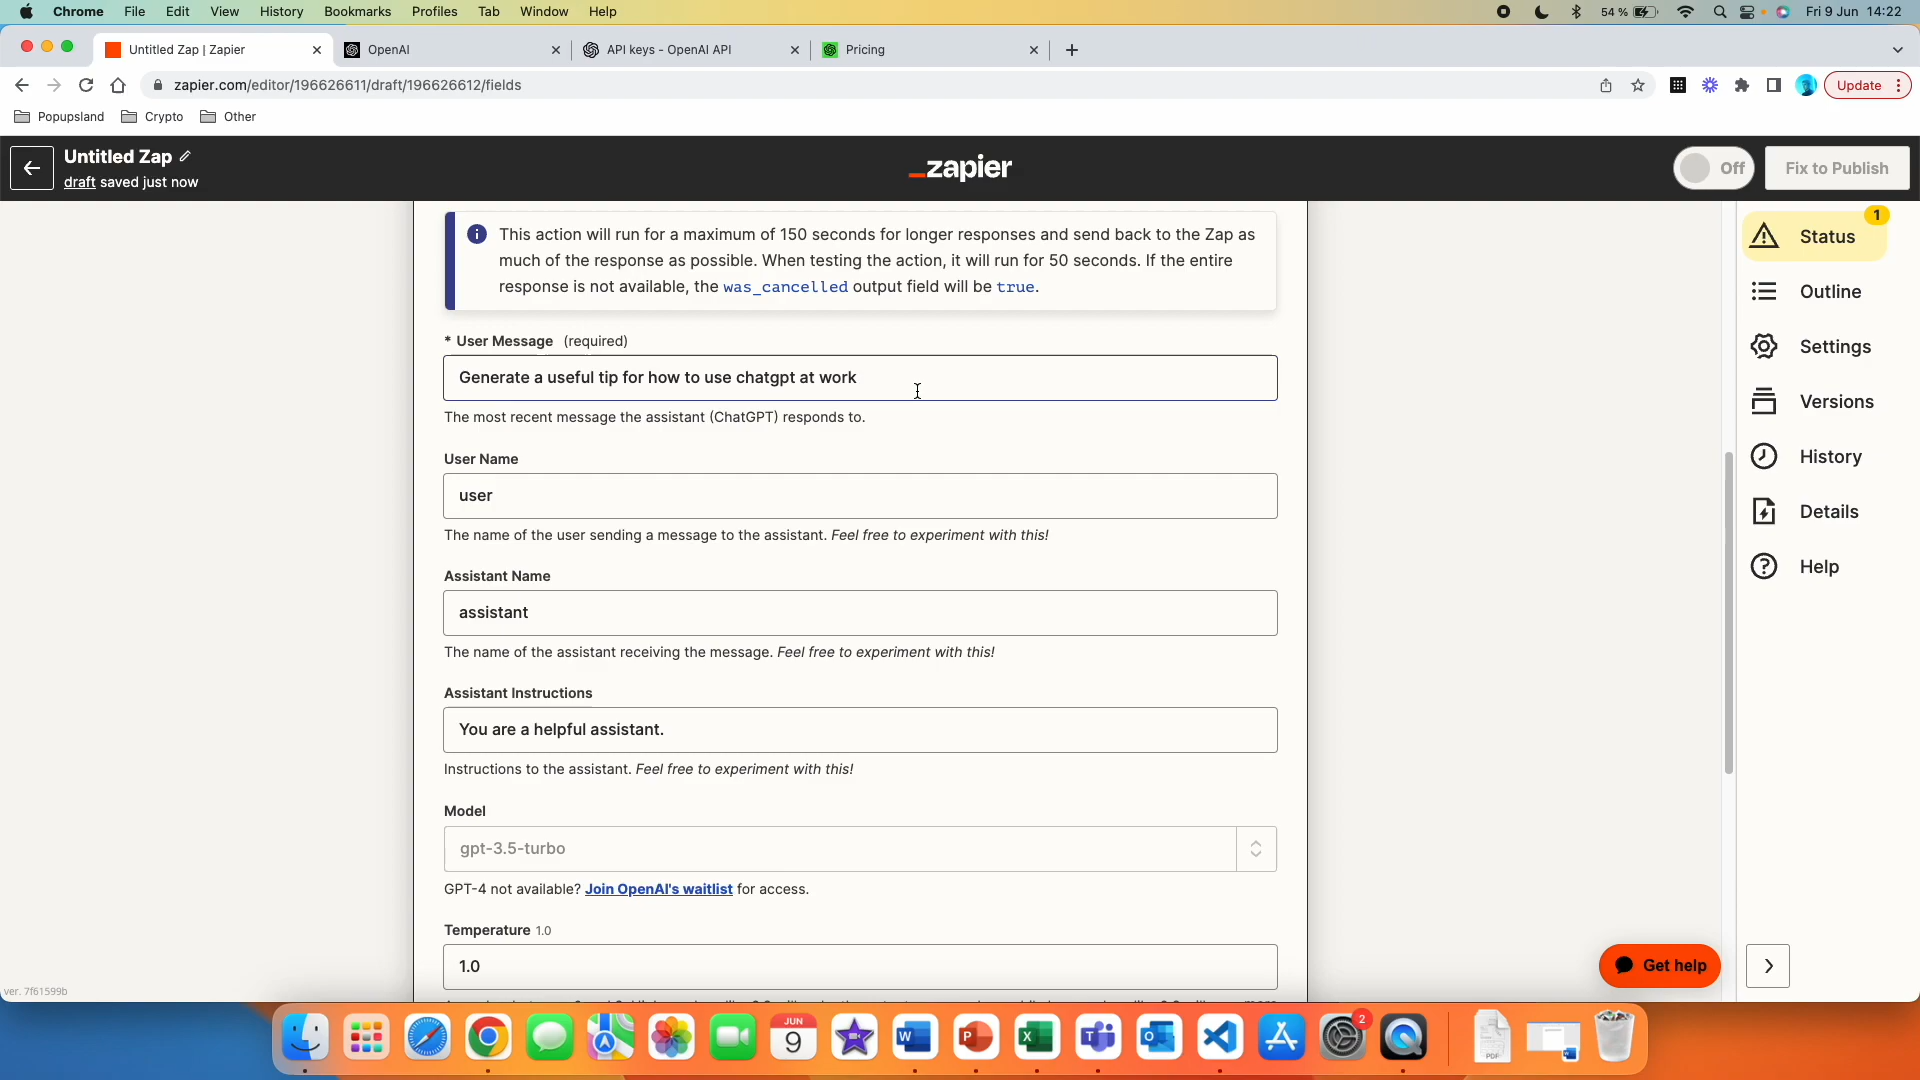 Chrome File Edit View History Bookmarks Profiles Tab Window Help 54 % Fri 9 Jun 14:22
Untitled Zap | Zapier OpenAI API keys - OpenAI API Pricing
zapier.com/editor/196626611/draft/196626612/fields Update
Popupsland Crypto Other
Untitled Zap
draft saved just now
_zapier
Off
Fix to Publish
This action will run for a maximum of 150 seconds for longer responses and send back to the Zap as
much of the response as possible. When testing the action, it will run for 50 seconds. If the entire
response is not available, the was_cancelled output field will be true.
* User Message (required)
Generate a useful tip for how to use chatgpt at work
The most recent message the assistant (ChatGPT) responds to.
User Name
user
The name of the user sending a message to the assistant. Feel free to experiment with this!
Assistant Name
assistant
The name of the assistant receiving the message. Feel free to experiment with this!
Assistant Instructions
You are a helpful assistant.
Instructions to the assistant. Feel free to experiment with this!
Model
gpt-3.5-turbo
GPT-4 not available? Join OpenAI's waitlist for access.
Temperature 1.0
1.0
1
Status
Outline
Settings
Versions
History
Details
Help
Get help
ver. 7f61599b
JUN
9
2
PDF